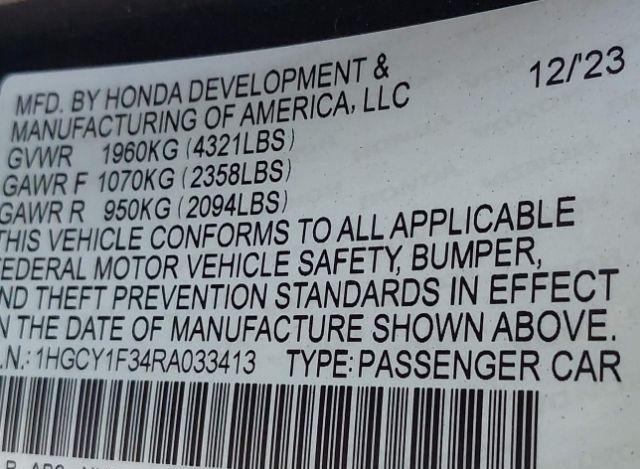 MFD. BY HONDA DEVELOPMENT & 12/'23
MANUFACTURING OF AMERICA, LLC
GVWR 1960KG (4321LBS)
GAWR F 1070KG (2358LBS)
GAWR R 950KG (2094LBS)
THIS VEHICLE CONFORMS TO ALL APPLICABLE
EDERAL MOTOR VEHICLE SAFETY, BUMPER,
ND THEFT PREVENTION STANDARDS IN EFFECT
N THE DATE OF MANUFACTURE SHOWN ABOVE.
.N.: 1HGCY1F34RA033413 TYPE: PASSENGER CAR